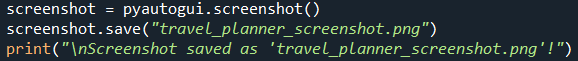 screenshot = pyautogui.screenshot()
screenshot.save("travel_planner_screenshot.png")
print("\nScreenshot saved as 'travel_planner_screenshot.png'!")